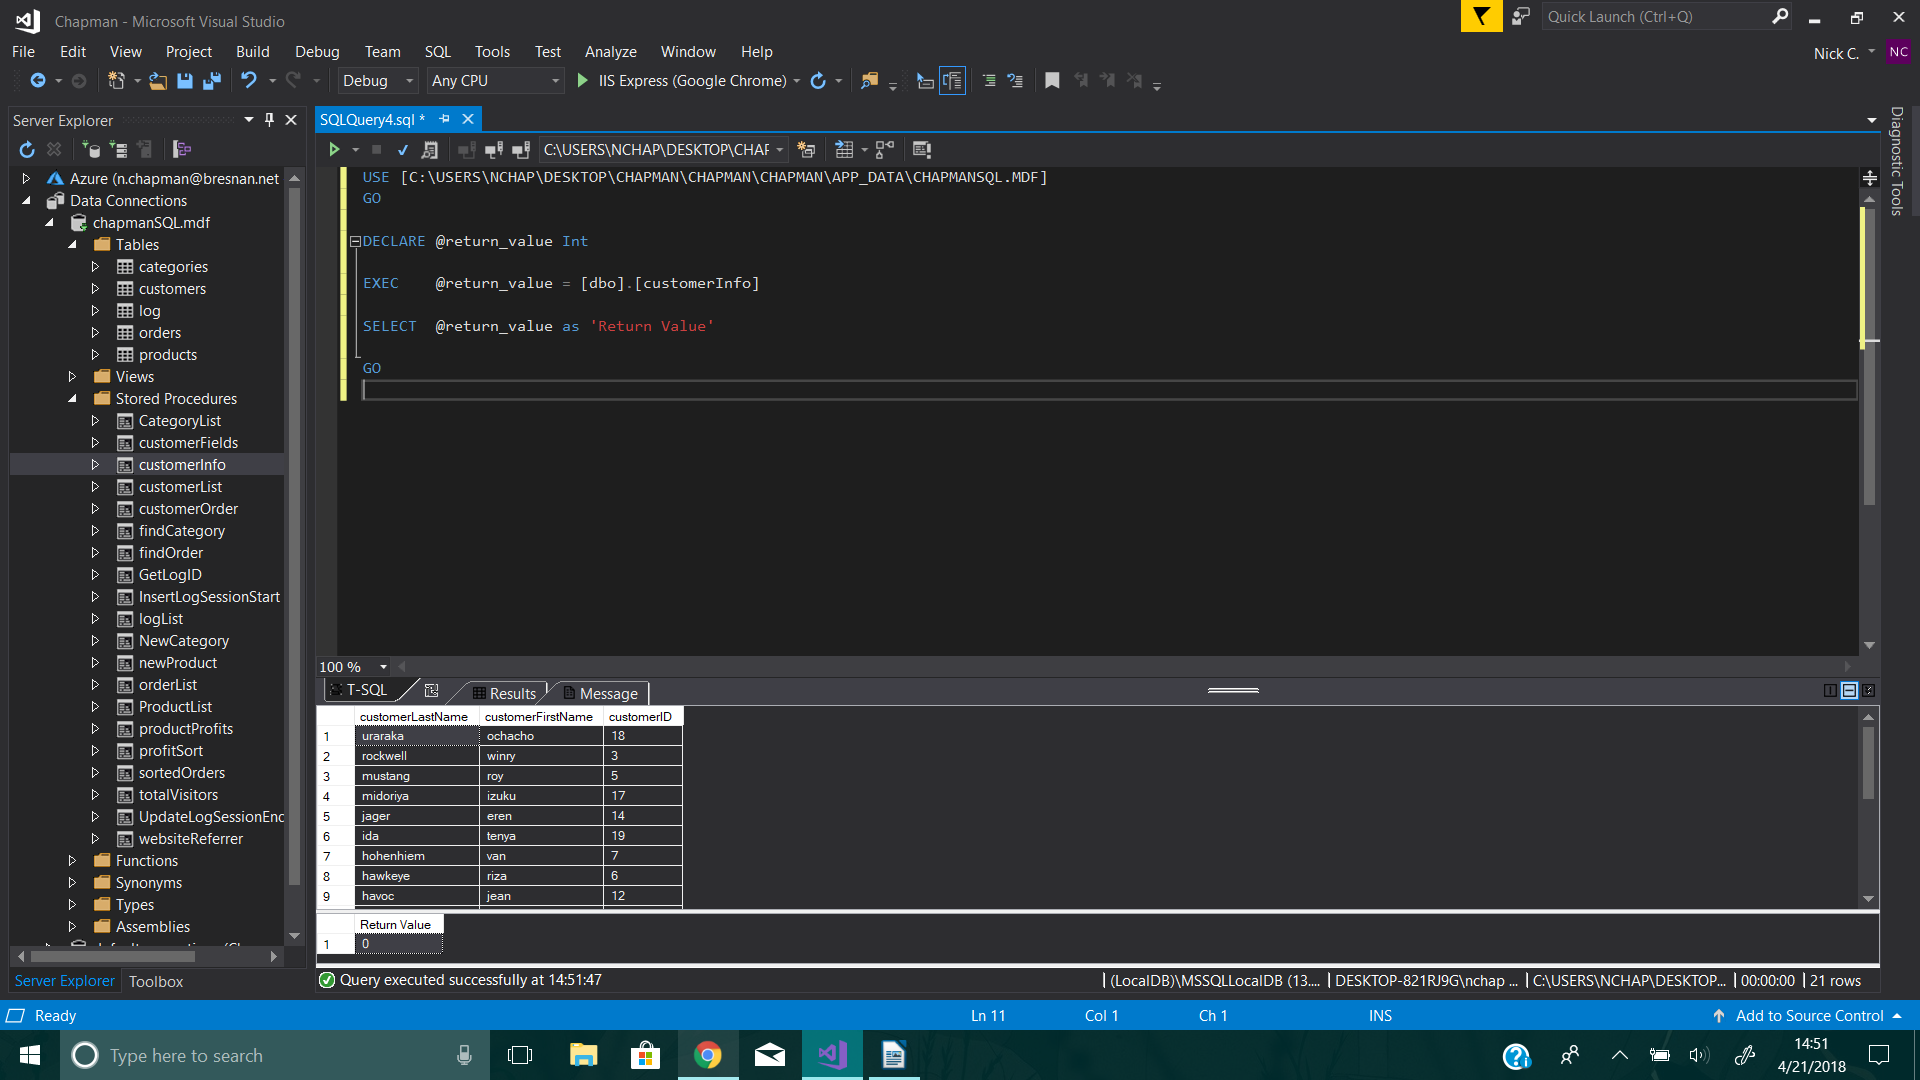 Chapman - Microsoft Visual Studio
Quick Launch (Ctrl+Q)
File Edit View Project Build Debug Team SQL Tools Test Analyze Window Help
Nick C. NC
Debug Any CPU IIS Express (Google Chrome)
Server Explorer
SQLQuery4.sql *
C:\USERS\NCHAP\DESKTOP\CHAP
Diagnostic Tools
Azure (n.chapman@bresnan.net
Data Connections
chapmanSQL.mdf
Tables
categories
customers
log
orders
products
Views
Stored Procedures
CategoryList
customerFields
customerInfo
customerList
customerOrder
findCategory
findOrder
GetLogID
InsertLogSessionStart
logList
NewCategory
newProduct
orderList
ProductList
productProfits
profitSort
sortedOrders
totalVisitors
UpdateLogSessionEnd
websiteReferrer
Functions
Synonyms
Types
Assemblies
Server Explorer Toolbox
USE [C:\USERS\NCHAP\DESKTOP\CHAPMAN\CHAPMAN\CHAPMAN\APP_DATA\CHAPMANSQL.MDF]
GO
DECLARE @return_value Int
EXEC @return_value = [dbo].[customerInfo]
SELECT @return_value as 'Return Value'
GO
100 %
T-SQL Results Message
customerLastName customerFirstName customerID
1 uraraka ochacho 18
2 rockwell winry 3
3 mustang roy 5
4 midoriya izuku 17
5 jager eren 14
6 ida tenya 19
7 hohenhiem van 7
8 hawkeye riza 6
9 havoc jean 12
Return Value
1 0
Query executed successfully at 14:51:47
(LocalDB)\MSSQLLocalDB (13.... DESKTOP-821RJ9G\nchap ... C:\USERS\NCHAP\DESKTOP... 00:00:00 21 rows
Ready Ln 11 Col 1 Ch 1 INS Add to Source Control
Type here to search
14:51
4/21/2018